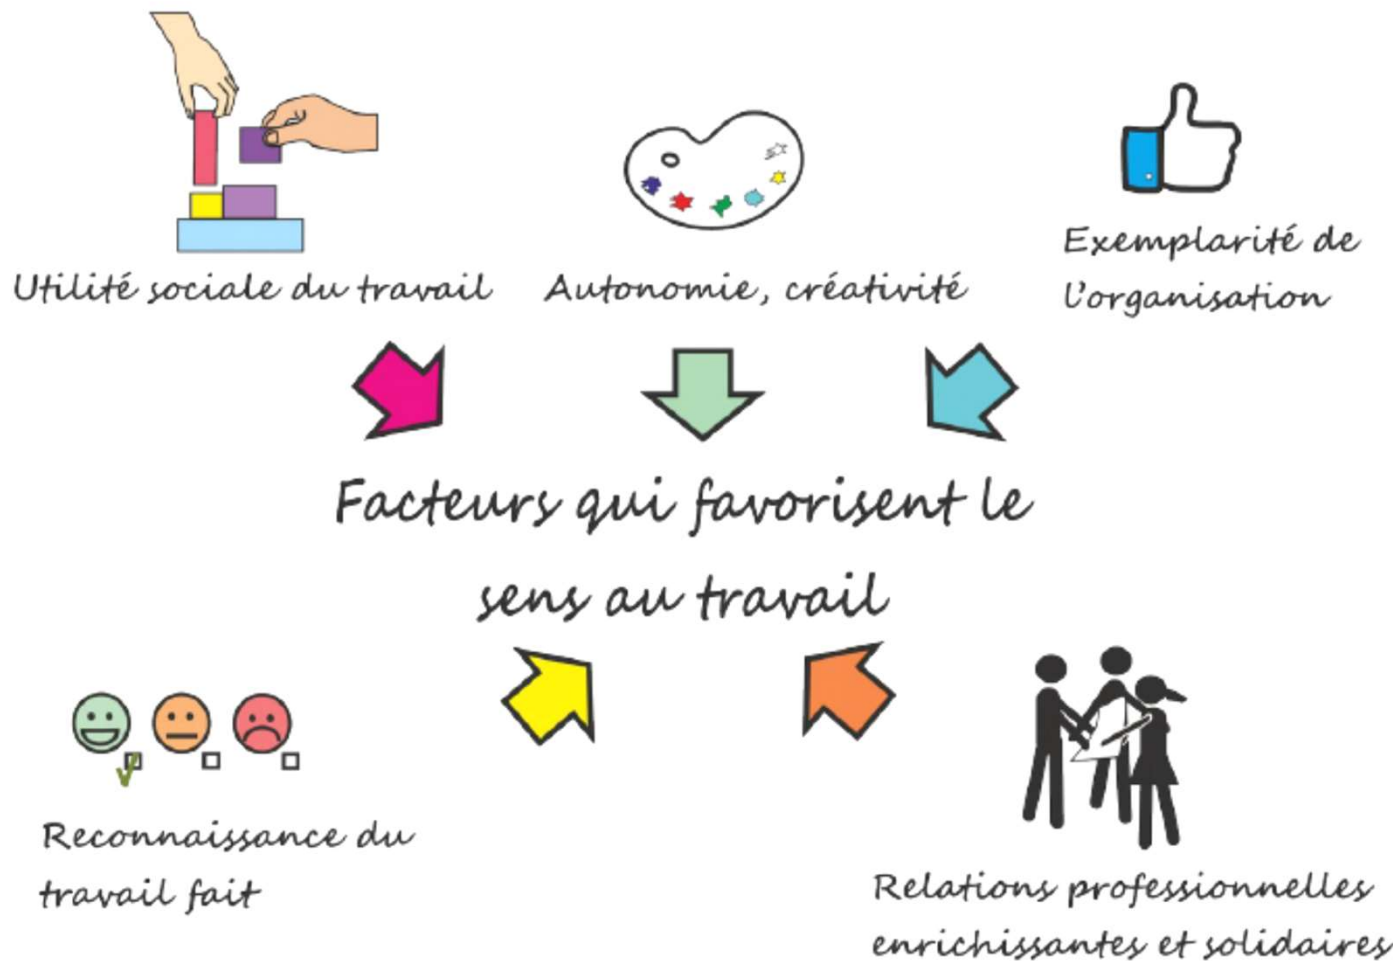 Utilité sociale du travail
Autonomie, créativité
Exemplarité de
l'organisation
Facteurs qui favorisent le
sens au travail
Reconnaissance du
travail fait
Relations professionnelles
enrichissantes et solidaires